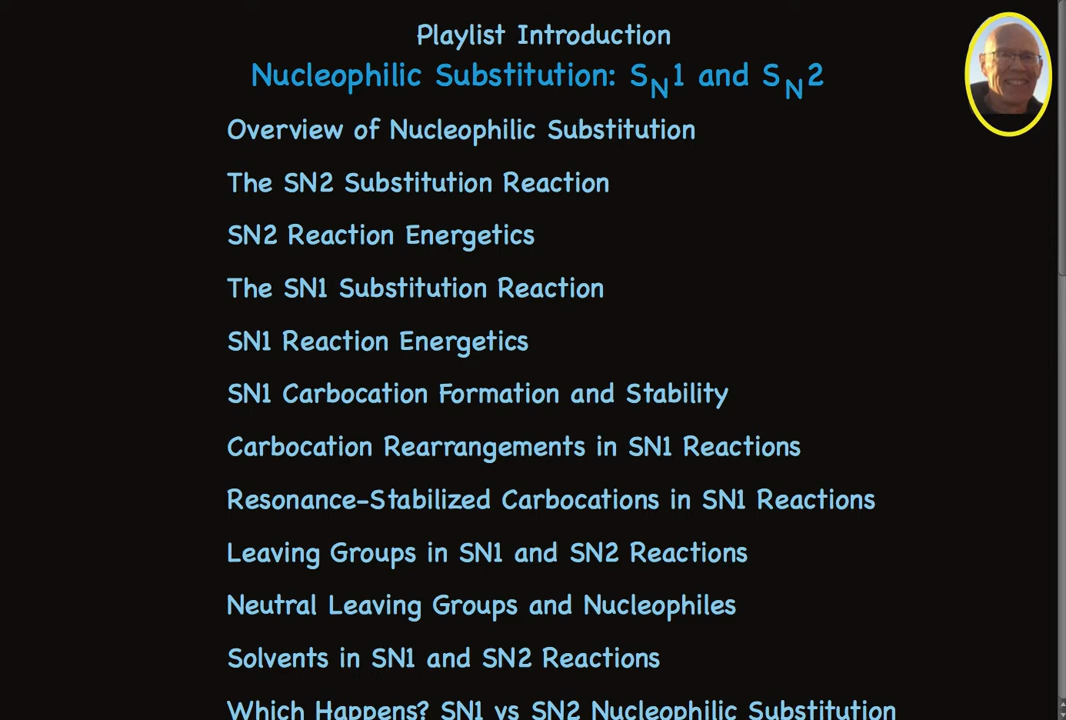 Playlist Introduction
Nucleophilic Substitution: SN1 and SN2
Overview of Nucleophilic Substitution
The SN2 Substitution Reaction
SN2 Reaction Energetics
The SN1 Substitution Reaction
SN1 Reaction Energetics
SN1 Carbocation Formation and Stability
Carbocation Rearrangements in SN1 Reactions
Resonance-Stabilized Carbocations in SN1 Reactions
Leaving Groups in SN1 and SN2 Reactions
Neutral Leaving Groups and Nucleophiles
Solvents in SN1 and SN2 Reactions
Which Happens? SN1 vs SN2 Nucleophilic Substitution